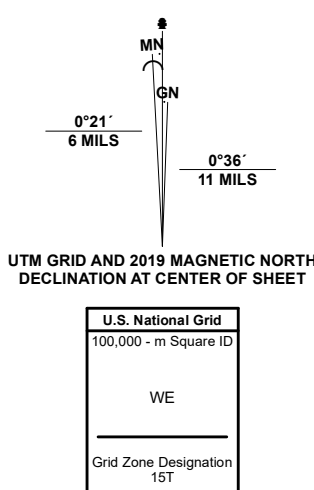 MN
GN
0°21´
6 MILS
0°36´
11 MILS
UTM GRID AND 2019 MAGNETIC NORTH
DECLINATION AT CENTER OF SHEET
U.S. National Grid
100,000 - m Square ID
WE
Grid Zone Designation
15T